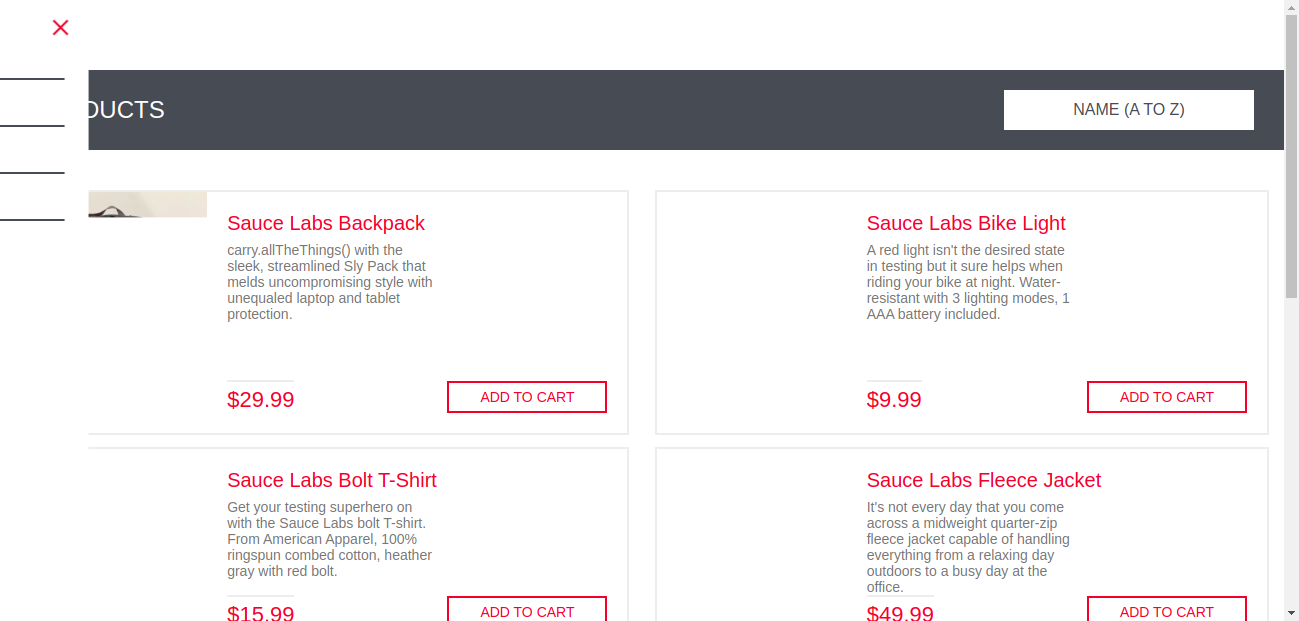 DUCTS
NAME (A TO Z)
Sauce Labs Backpack
carry.allTheThings() with the
sleek, streamlined Sly Pack that
melds uncompromising style with
unequaled laptop and tablet
protection.
$29.99
ADD TO CART
Sauce Labs Bike Light
A red light isn't the desired state
in testing but it sure helps when
riding your bike at night. Water-
resistant with 3 lighting modes, 1
AAA battery included.
$9.99
ADD TO CART
Sauce Labs Bolt T-Shirt
Get your testing superhero on
with the Sauce Labs bolt T-shirt.
From American Apparel, 100%
ringspun combed cotton, heather
gray with red bolt.
$15.99
ADD TO CART
Sauce Labs Fleece Jacket
It's not every day that you come
across a midweight quarter-zip
fleece jacket capable of handling
everything from a relaxing day
outdoors to a busy day at the
office.
$49.99
ADD TO CART